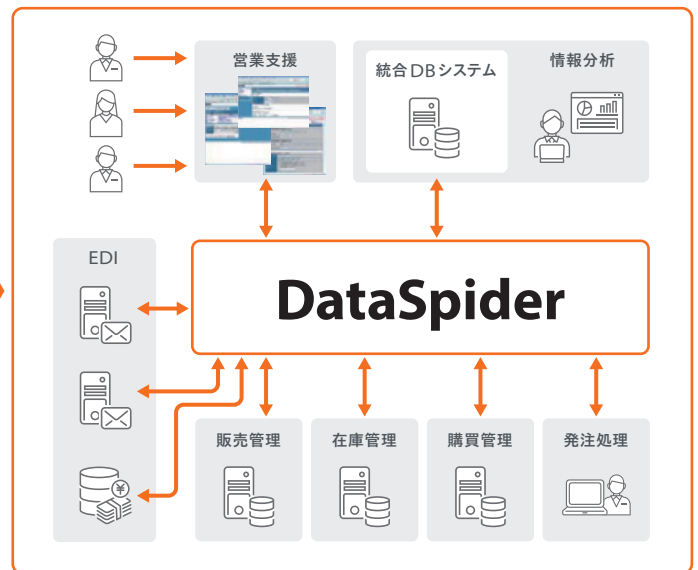 営業支援
統合DBシステム
情報分析
EDI
DataSpider
¥
販売管理
在庫管理
購買管理
発注処理